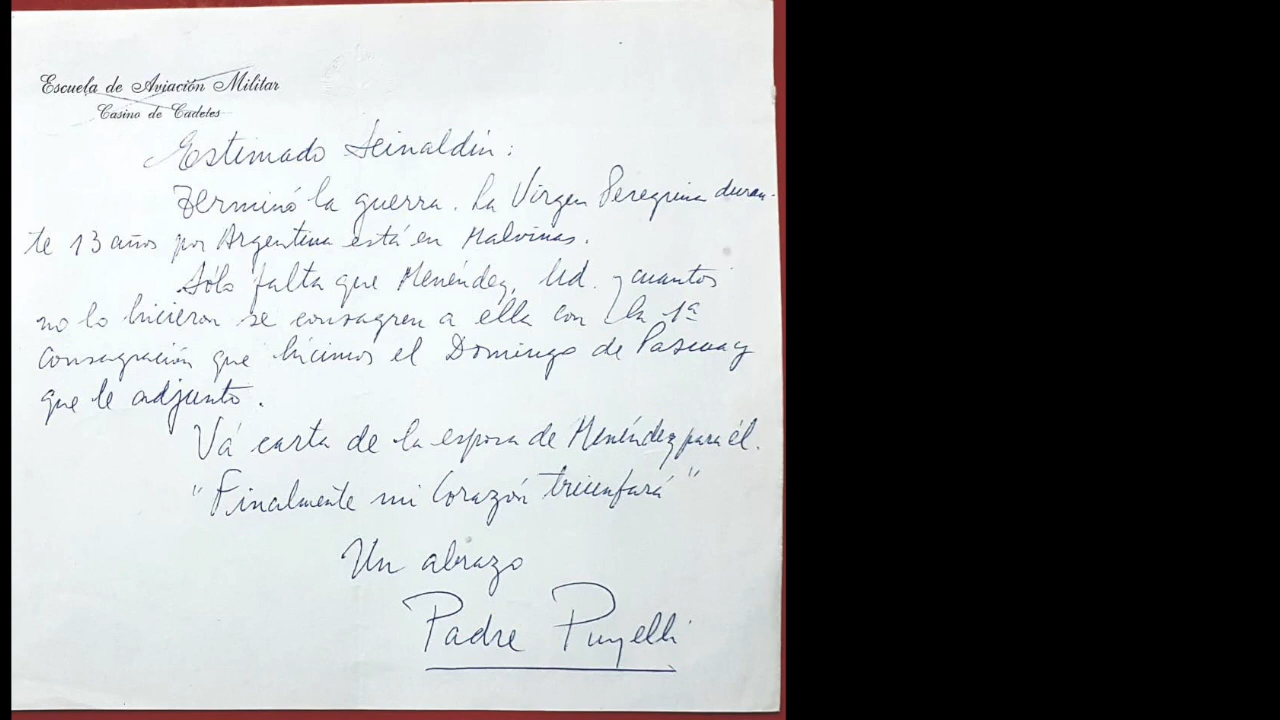 Escuela de Aviación Militar
Casino de Cadetes
Estimado Seinaldín:
Terminó la guerra. La Virgen Peregrina duran-
te 13 años por Argentina está en Malvinas.
Sólo falta que Menéndez, Ud. y cuantos
no lo hicieron se consagren a ella con la 1ª
Consagración que hicimos el Domingo de Pascua y
que le adjunto.
Vá carta de la esposa de Menéndez para él.
"Finalmente mi Corazón triunfará"
Un abrazo
Padre Puyelli